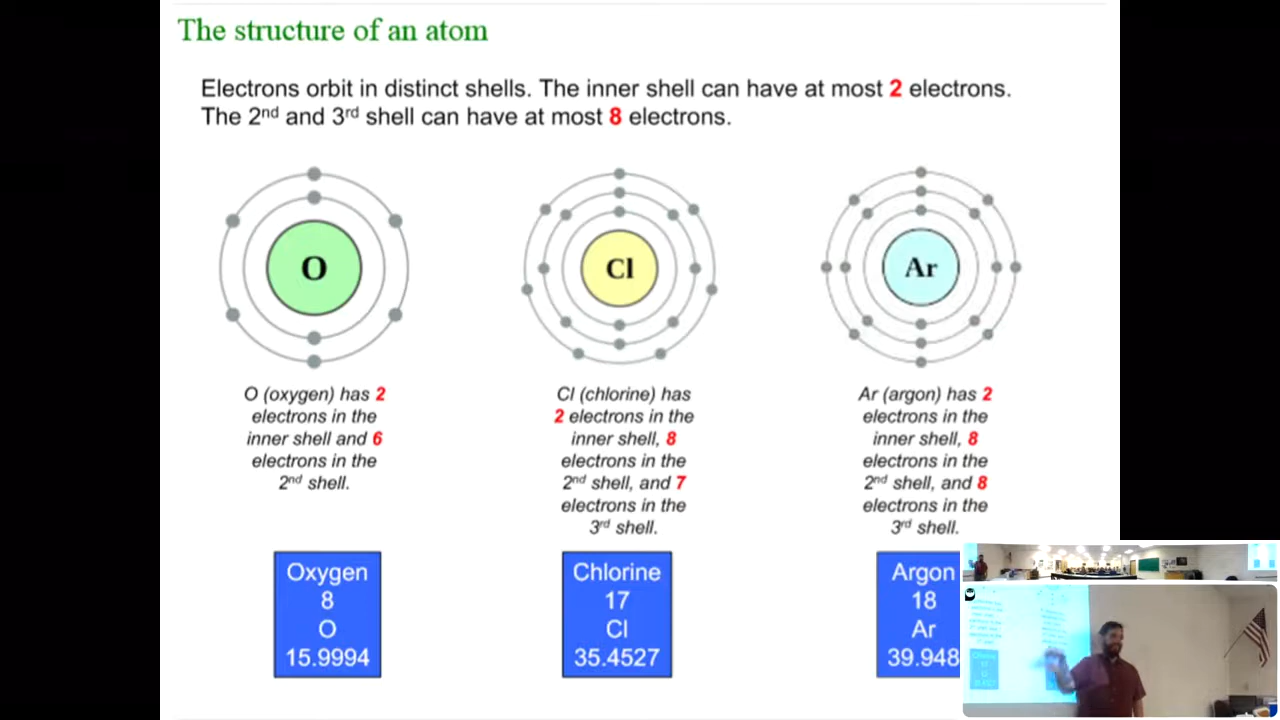 The structure of an atom
Electrons orbit in distinct shells. The inner shell can have at most 2 electrons.
The 2nd and 3rd shell can have at most 8 electrons.
O
Cl
Ar
O (oxygen) has 2
electrons in the
inner shell and 6
electrons in the
2nd shell.
Cl (chlorine) has
2 electrons in the
inner shell, 8
electrons in the
2nd shell, and 7
electrons in the
3rd shell.
Ar (argon) has 2
electrons in the
inner shell, 8
electrons in the
2nd shell, and 8
electrons in the
3rd shell.
Oxygen
8
O
15.9994
Chlorine
17
Cl
35.4527
Argon
18
Ar
39.948